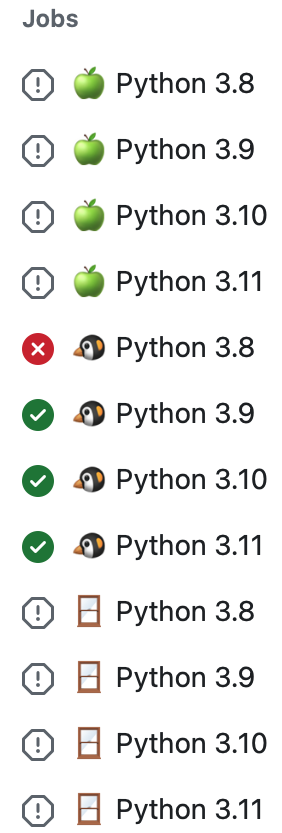 Jobs
🍏 Python 3.8
🍏 Python 3.9
🍏 Python 3.10
🍏 Python 3.11
🐧 Python 3.8
🐧 Python 3.9
🐧 Python 3.10
🐧 Python 3.11
🪟 Python 3.8
🪟 Python 3.9
🪟 Python 3.10
🪟 Python 3.11